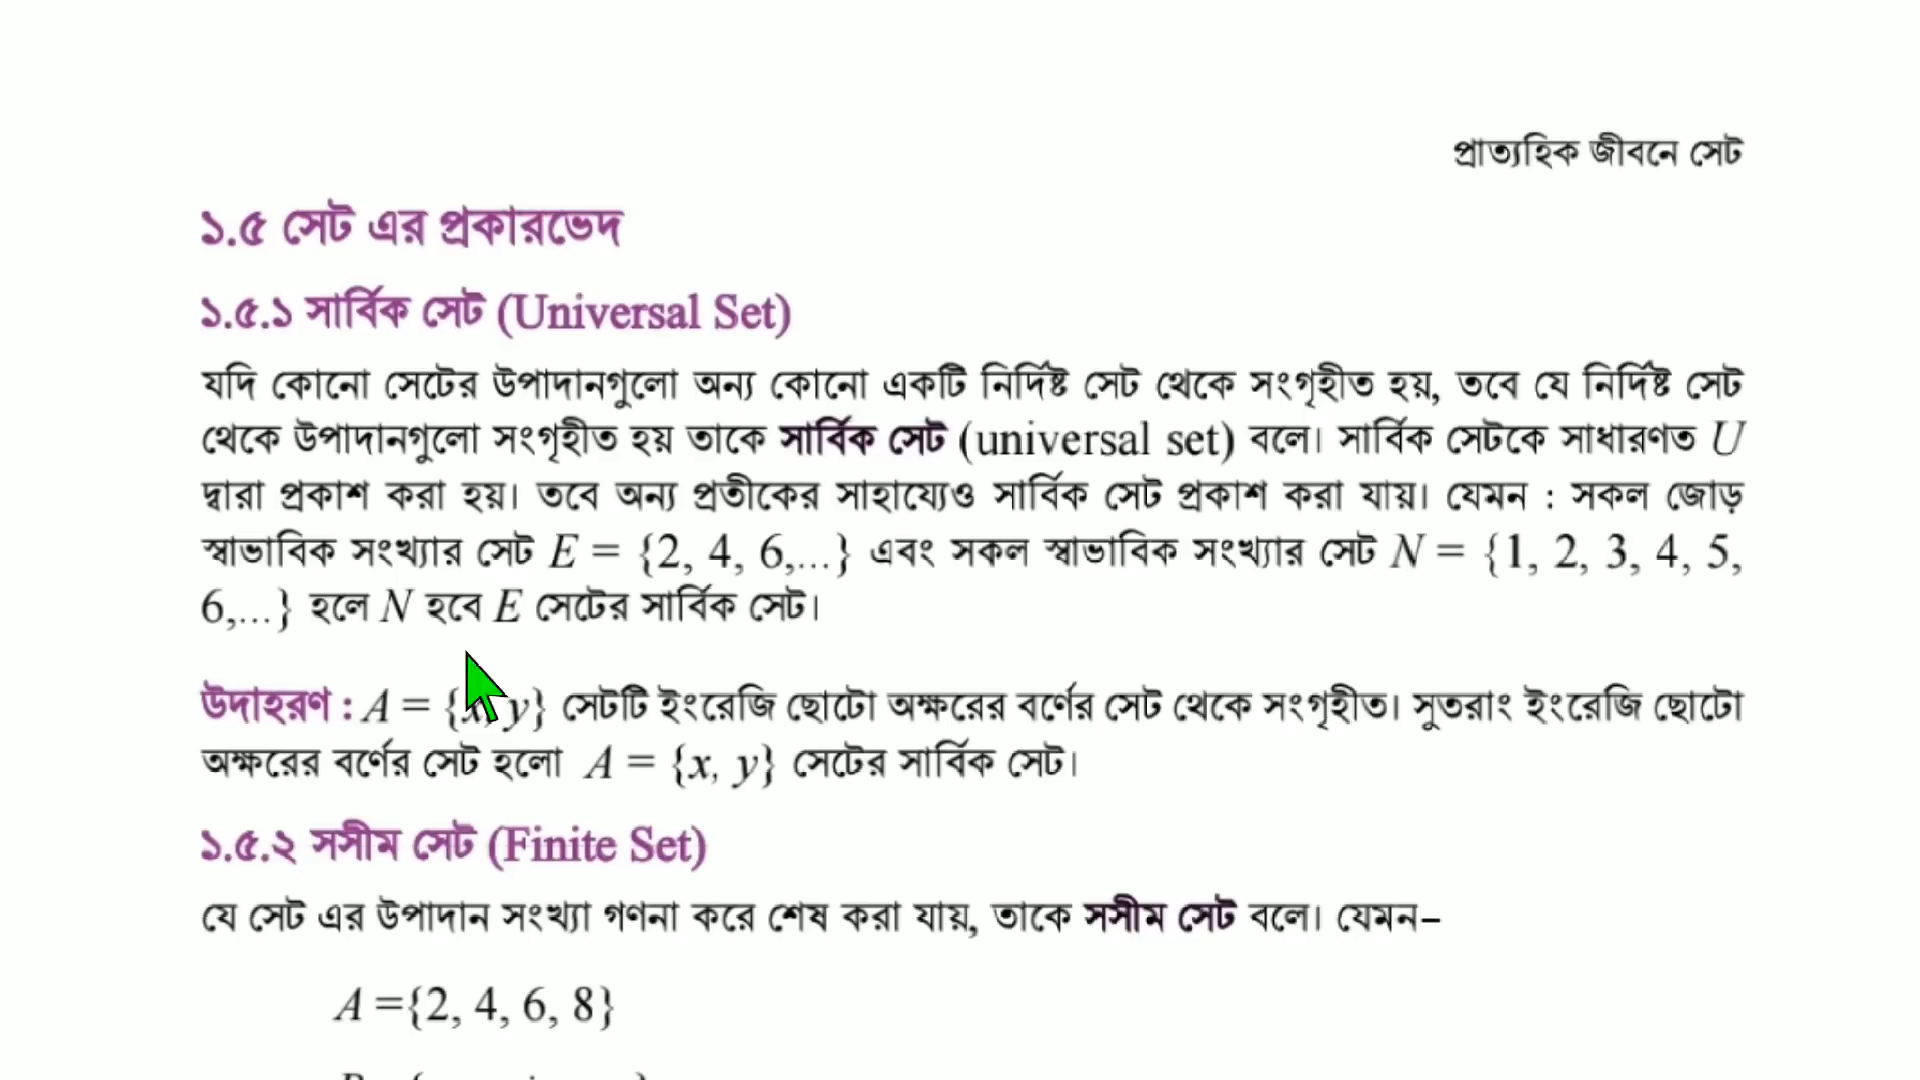 প্রাত্যহিক জীবনে সেট
১.৫ সেট এর প্রকারভেদ
১.৫.১ সার্বিক সেট (Universal Set)
যদি কোনো সেটের উপাদানগুলো অন্য কোনো একটি নির্দিষ্ট সেট থেকে সংগৃহীত হয়, তবে যে নির্দিষ্ট সেট
থেকে উপাদানগুলো সংগৃহীত হয় তাকে সার্বিক সেট (universal set) বলে। সার্বিক সেটকে সাধারণত U
দ্বারা প্রকাশ করা হয়। তবে অন্য প্রতীকের সাহায্যেও সার্বিক সেট প্রকাশ করা যায়। যেমন : সকল জোড়
স্বাভাবিক সংখ্যার সেট E = {2, 4, 6,...} এবং সকল স্বাভাবিক সংখ্যার সেট N = {1, 2, 3, 4, 5,
6,...} হলে N হবে E সেটের সার্বিক সেট।
উদাহরণ : A = {x, y} সেটটি ইংরেজি ছোটো অক্ষরের বর্ণের সেট থেকে সংগৃহীত। সুতরাং ইংরেজি ছোটো
অক্ষরের বর্ণের সেট হলো A = {x, y} সেটের সার্বিক সেট।
১.৫.২ সসীম সেট (Finite Set)
যে সেট এর উপাদান সংখ্যা গণনা করে শেষ করা যায়, তাকে সসীম সেট বলে। যেমন–
A ={2, 4, 6, 8}